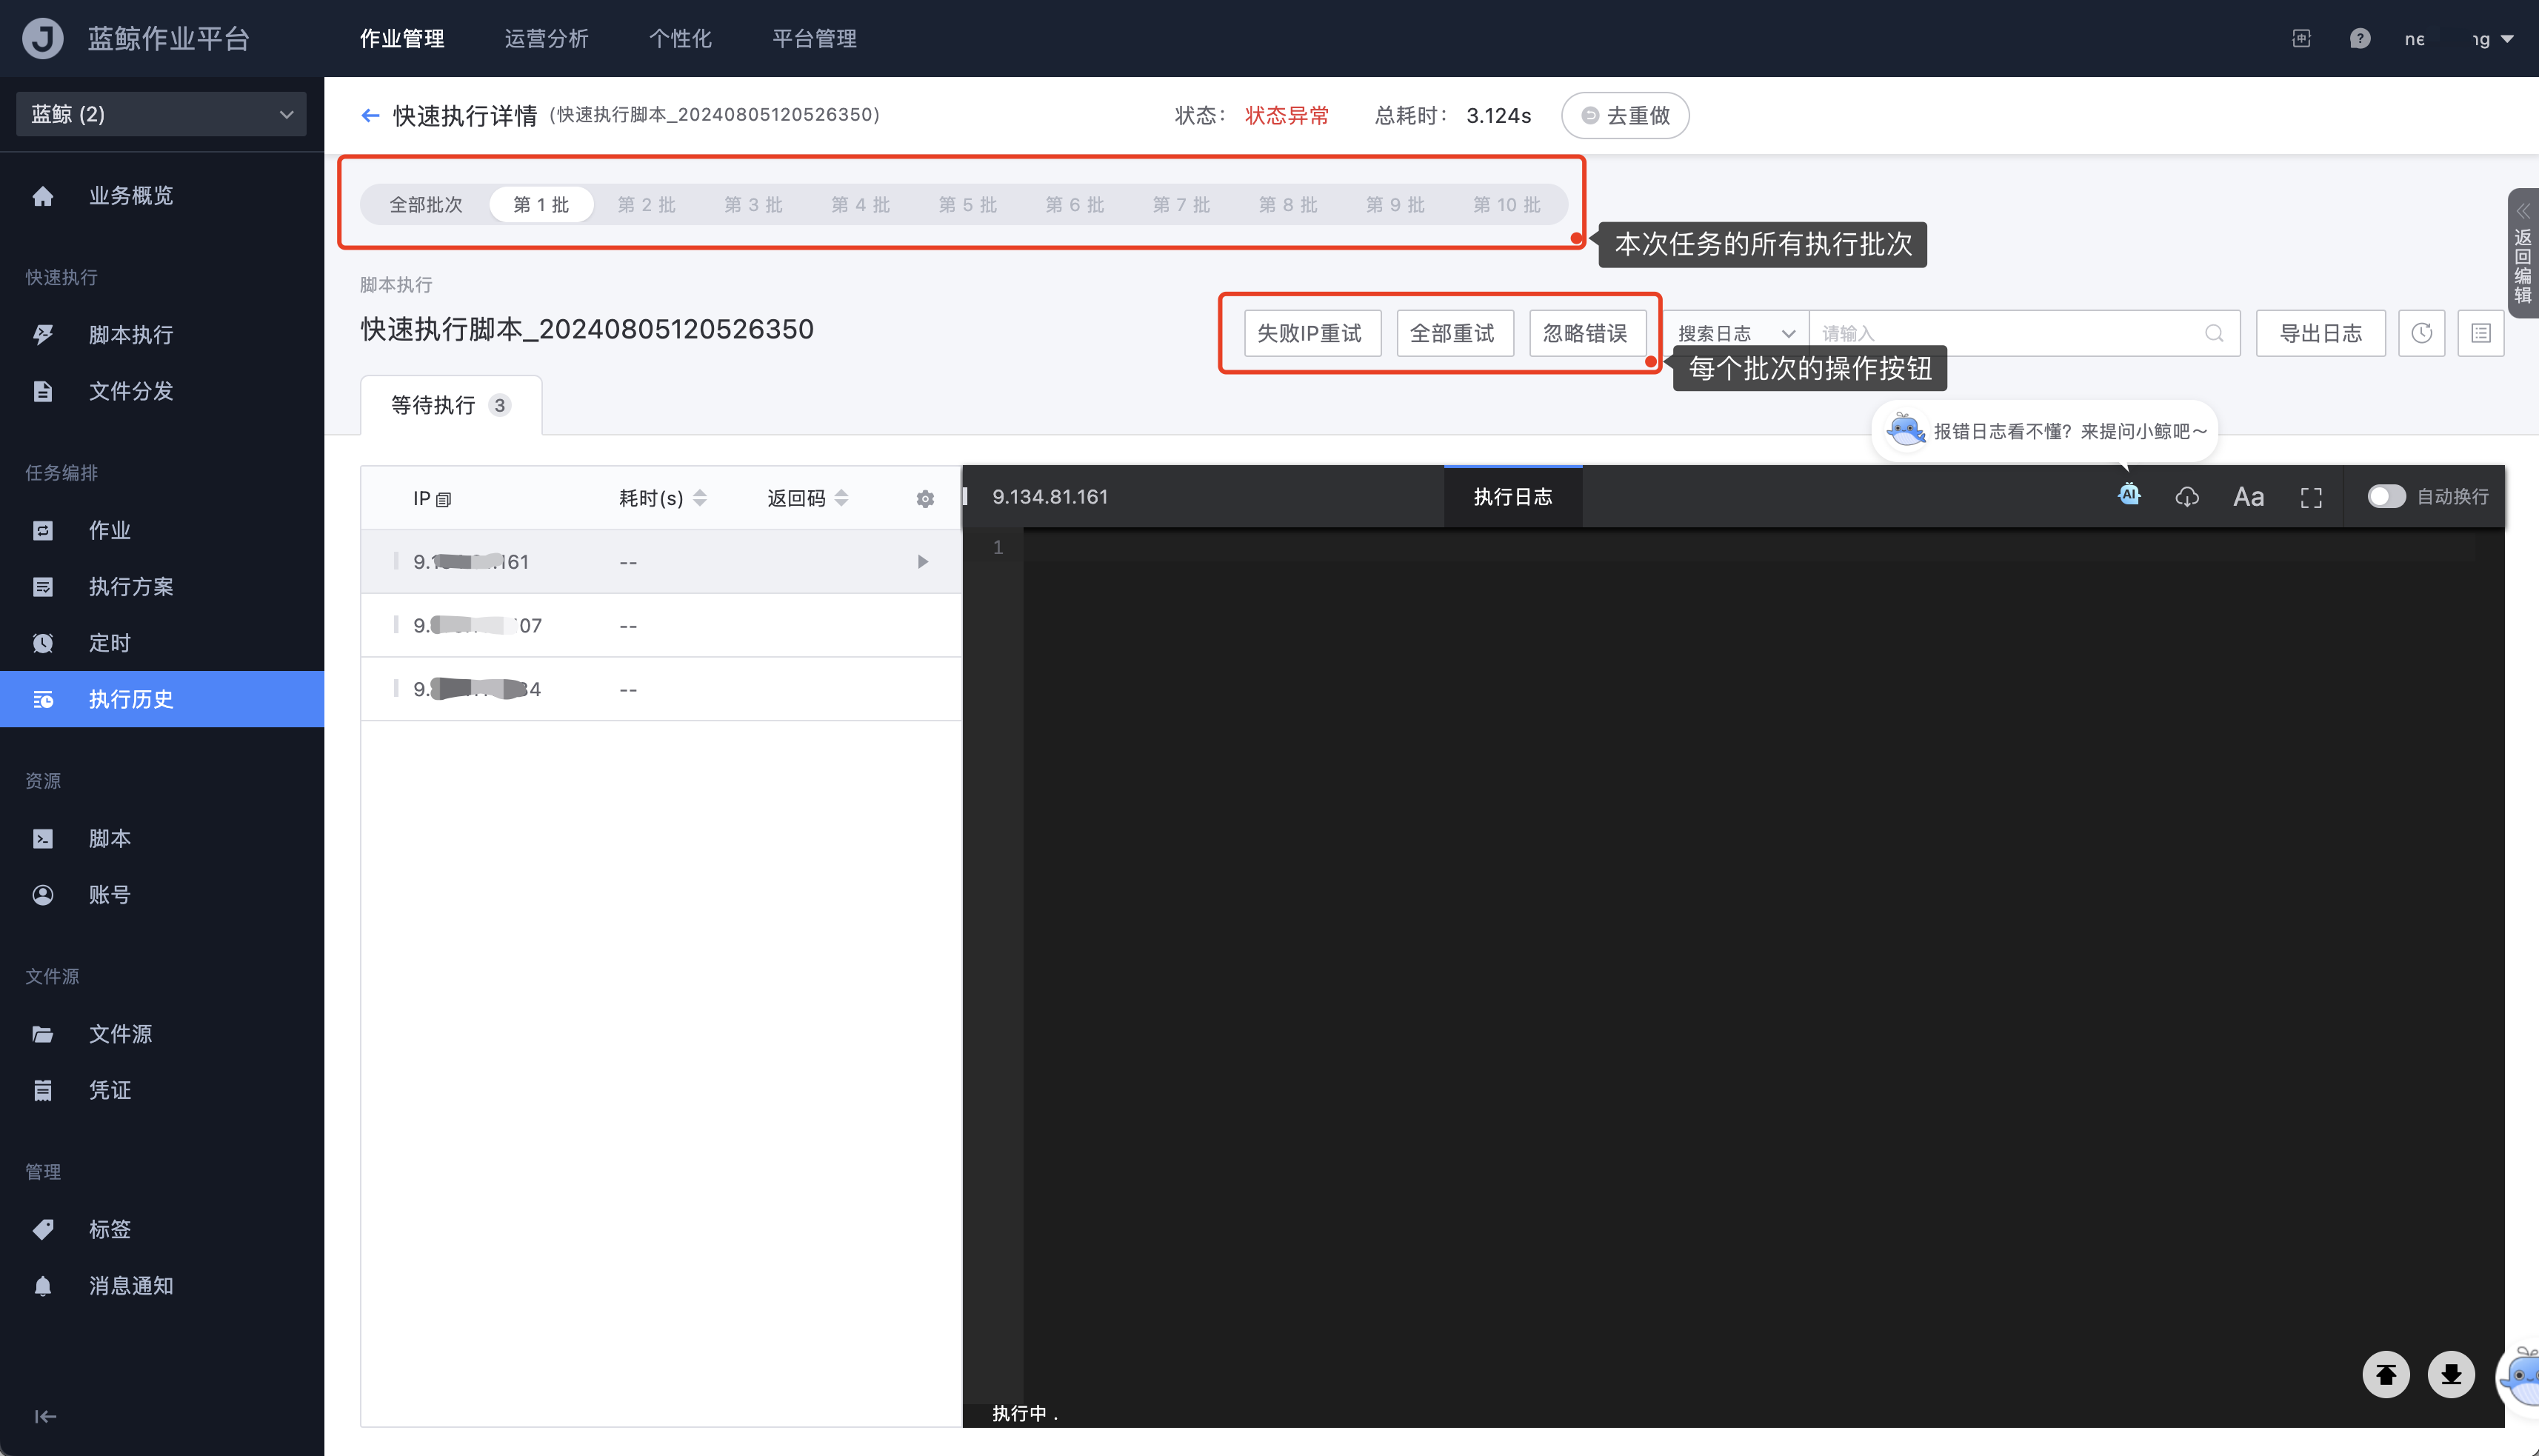 蓝鲸作业平台
作业管理 运营分析 个性化 平台管理
蓝鲸 (2)
快速执行详情 (快速执行脚本_20240805120526350)
状态： 状态异常 总耗时： 3.124s 去重做
业务概览
快速执行
脚本执行
文件分发
任务编排
作业
执行方案
定时
执行历史
资源
脚本
账号
文件源
文件源
凭证
管理
标签
消息通知
全部批次 第 1 批 第 2 批 第 3 批 第 4 批 第 5 批 第 6 批 第 7 批 第 8 批 第 9 批 第 10 批
本次任务的所有执行批次
返回编辑
脚本执行
快速执行脚本_20240805120526350
失败IP重试 全部重试 忽略错误 搜索日志 请输入 导出日志
每个批次的操作按钮
等待执行 3
报错日志看不懂？来提问小鲸吧～
IP 耗时(s) 返回码
9.134.81.161 执行日志 AI Aa 自动换行
1
--
--
--
执行中 .